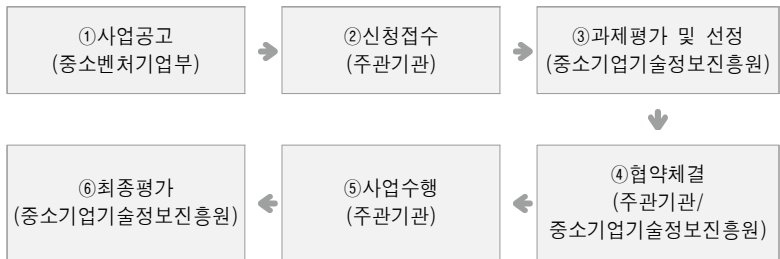 ①사업공고
(중소벤처기업부)
②신청접수
(주관기관)
③과제평가 및 선정
(중소기업기술정보진흥원)
④협약체결
(주관기관/
중소기업기술정보진흥원)
⑤사업수행
(주관기관)
⑥최종평가
(중소기업기술정보진흥원)